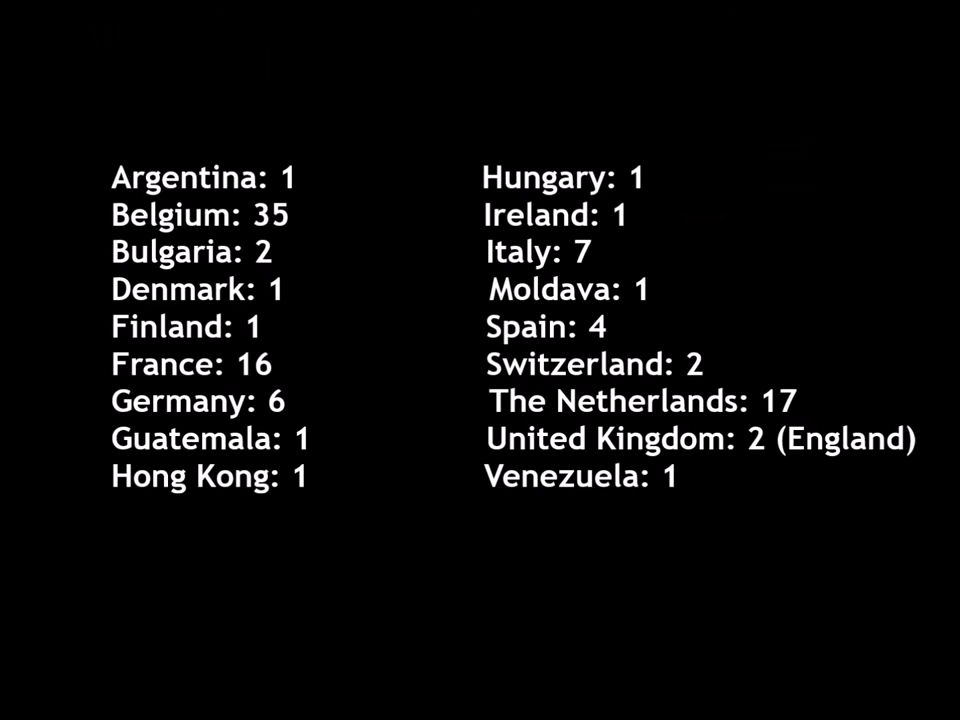 Argentina: 1
Belgium: 35
Bulgaria: 2
Denmark: 1
Finland: 1
France: 16
Germany: 6
Guatemala: 1
Hong Kong: 1
Hungary: 1
Ireland: 1
Italy: 7
Moldava: 1
Spain: 4
Switzerland: 2
The Netherlands: 17
United Kingdom: 2 (England)
Venezuela: 1